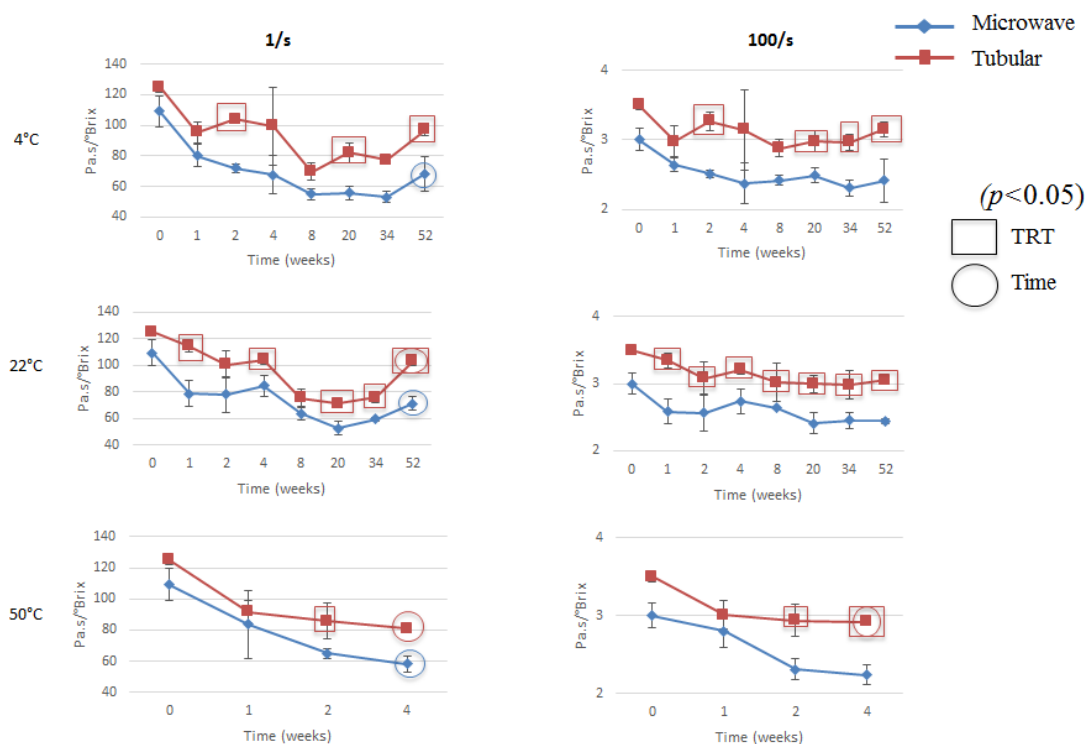 1/s
100/s
Microwave
Tubular
4°C
Pa.s/°Brix
140
120
100
80
60
40
0 1 2 4 8 20 34 52
Time (weeks)
Pa.s/°Brix
4
3
2
0 1 2 4 8 20 34 52
Time (weeks)
(p<0.05)
TRT
Time
22°C
Pa.s/°Brix
140
120
100
80
60
40
0 1 2 4 8 20 34 52
Time (weeks)
Pa.s/°Brix
4
3
2
0 1 2 4 8 20 34 52
Time (weeks)
50°C
Pa.s/°Brix
140
120
100
80
60
40
0 1 2 4
Time (weeks)
Pa.s/°Brix
4
3
2
0 1 2 4
Time (weeks)